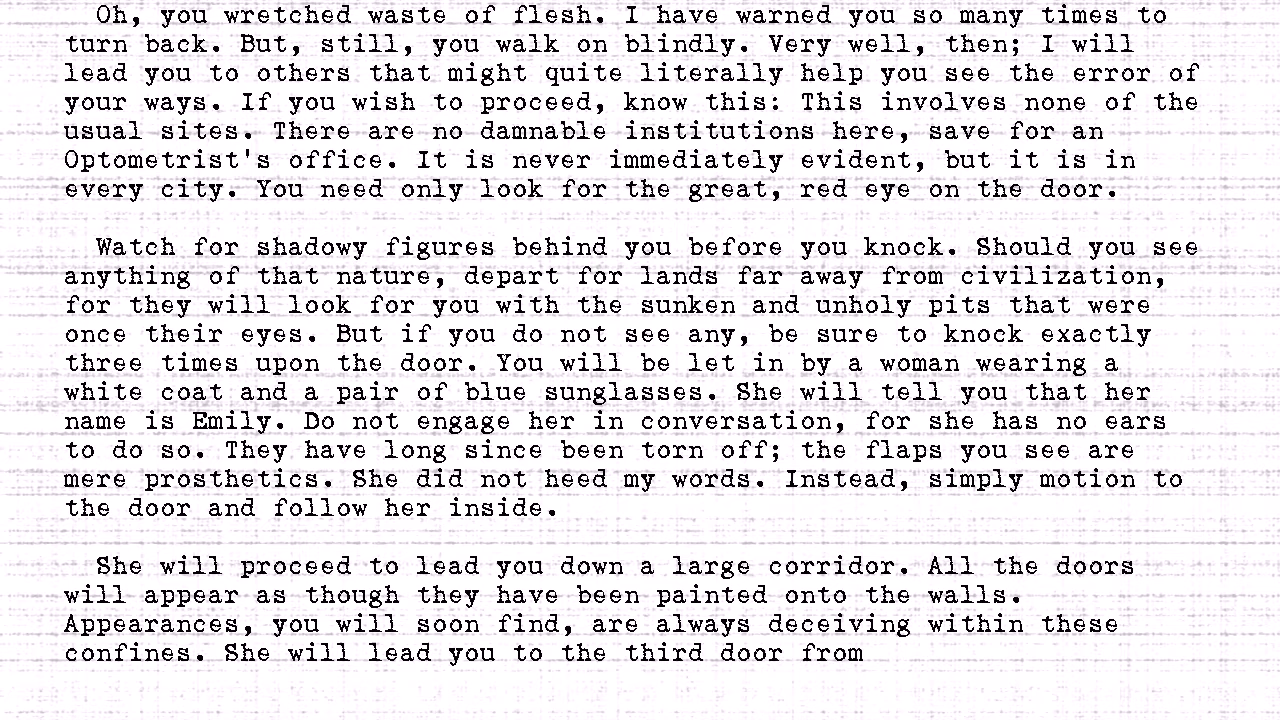 Oh, you wretched waste of flesh. I have warned you so many times to
turn back. But, still, you walk on blindly. Very well, then; I will
lead you to others that might quite literally help you see the error of
your ways. If you wish to proceed, know this: This involves none of the
usual sites. There are no damnable institutions here, save for an
Optometrist's office. It is never immediately evident, but it is in
every city. You need only look for the great, red eye on the door.

Watch for shadowy figures behind you before you knock. Should you see
anything of that nature, depart for lands far away from civilization,
for they will look for you with the sunken and unholy pits that were
once their eyes. But if you do not see any, be sure to knock exactly
three times upon the door. You will be let in by a woman wearing a
white coat and a pair of blue sunglasses. She will tell you that her
name is Emily. Do not engage her in conversation, for she has no ears
to do so. They have long since been torn off; the flaps you see are
mere prosthetics. She did not heed my words. Instead, simply motion to
the door and follow her inside.

She will proceed to lead you down a large corridor. All the doors
will appear as though they have been painted onto the walls.
Appearances, you will soon find, are always deceiving within these
confines. She will lead you to the third door from